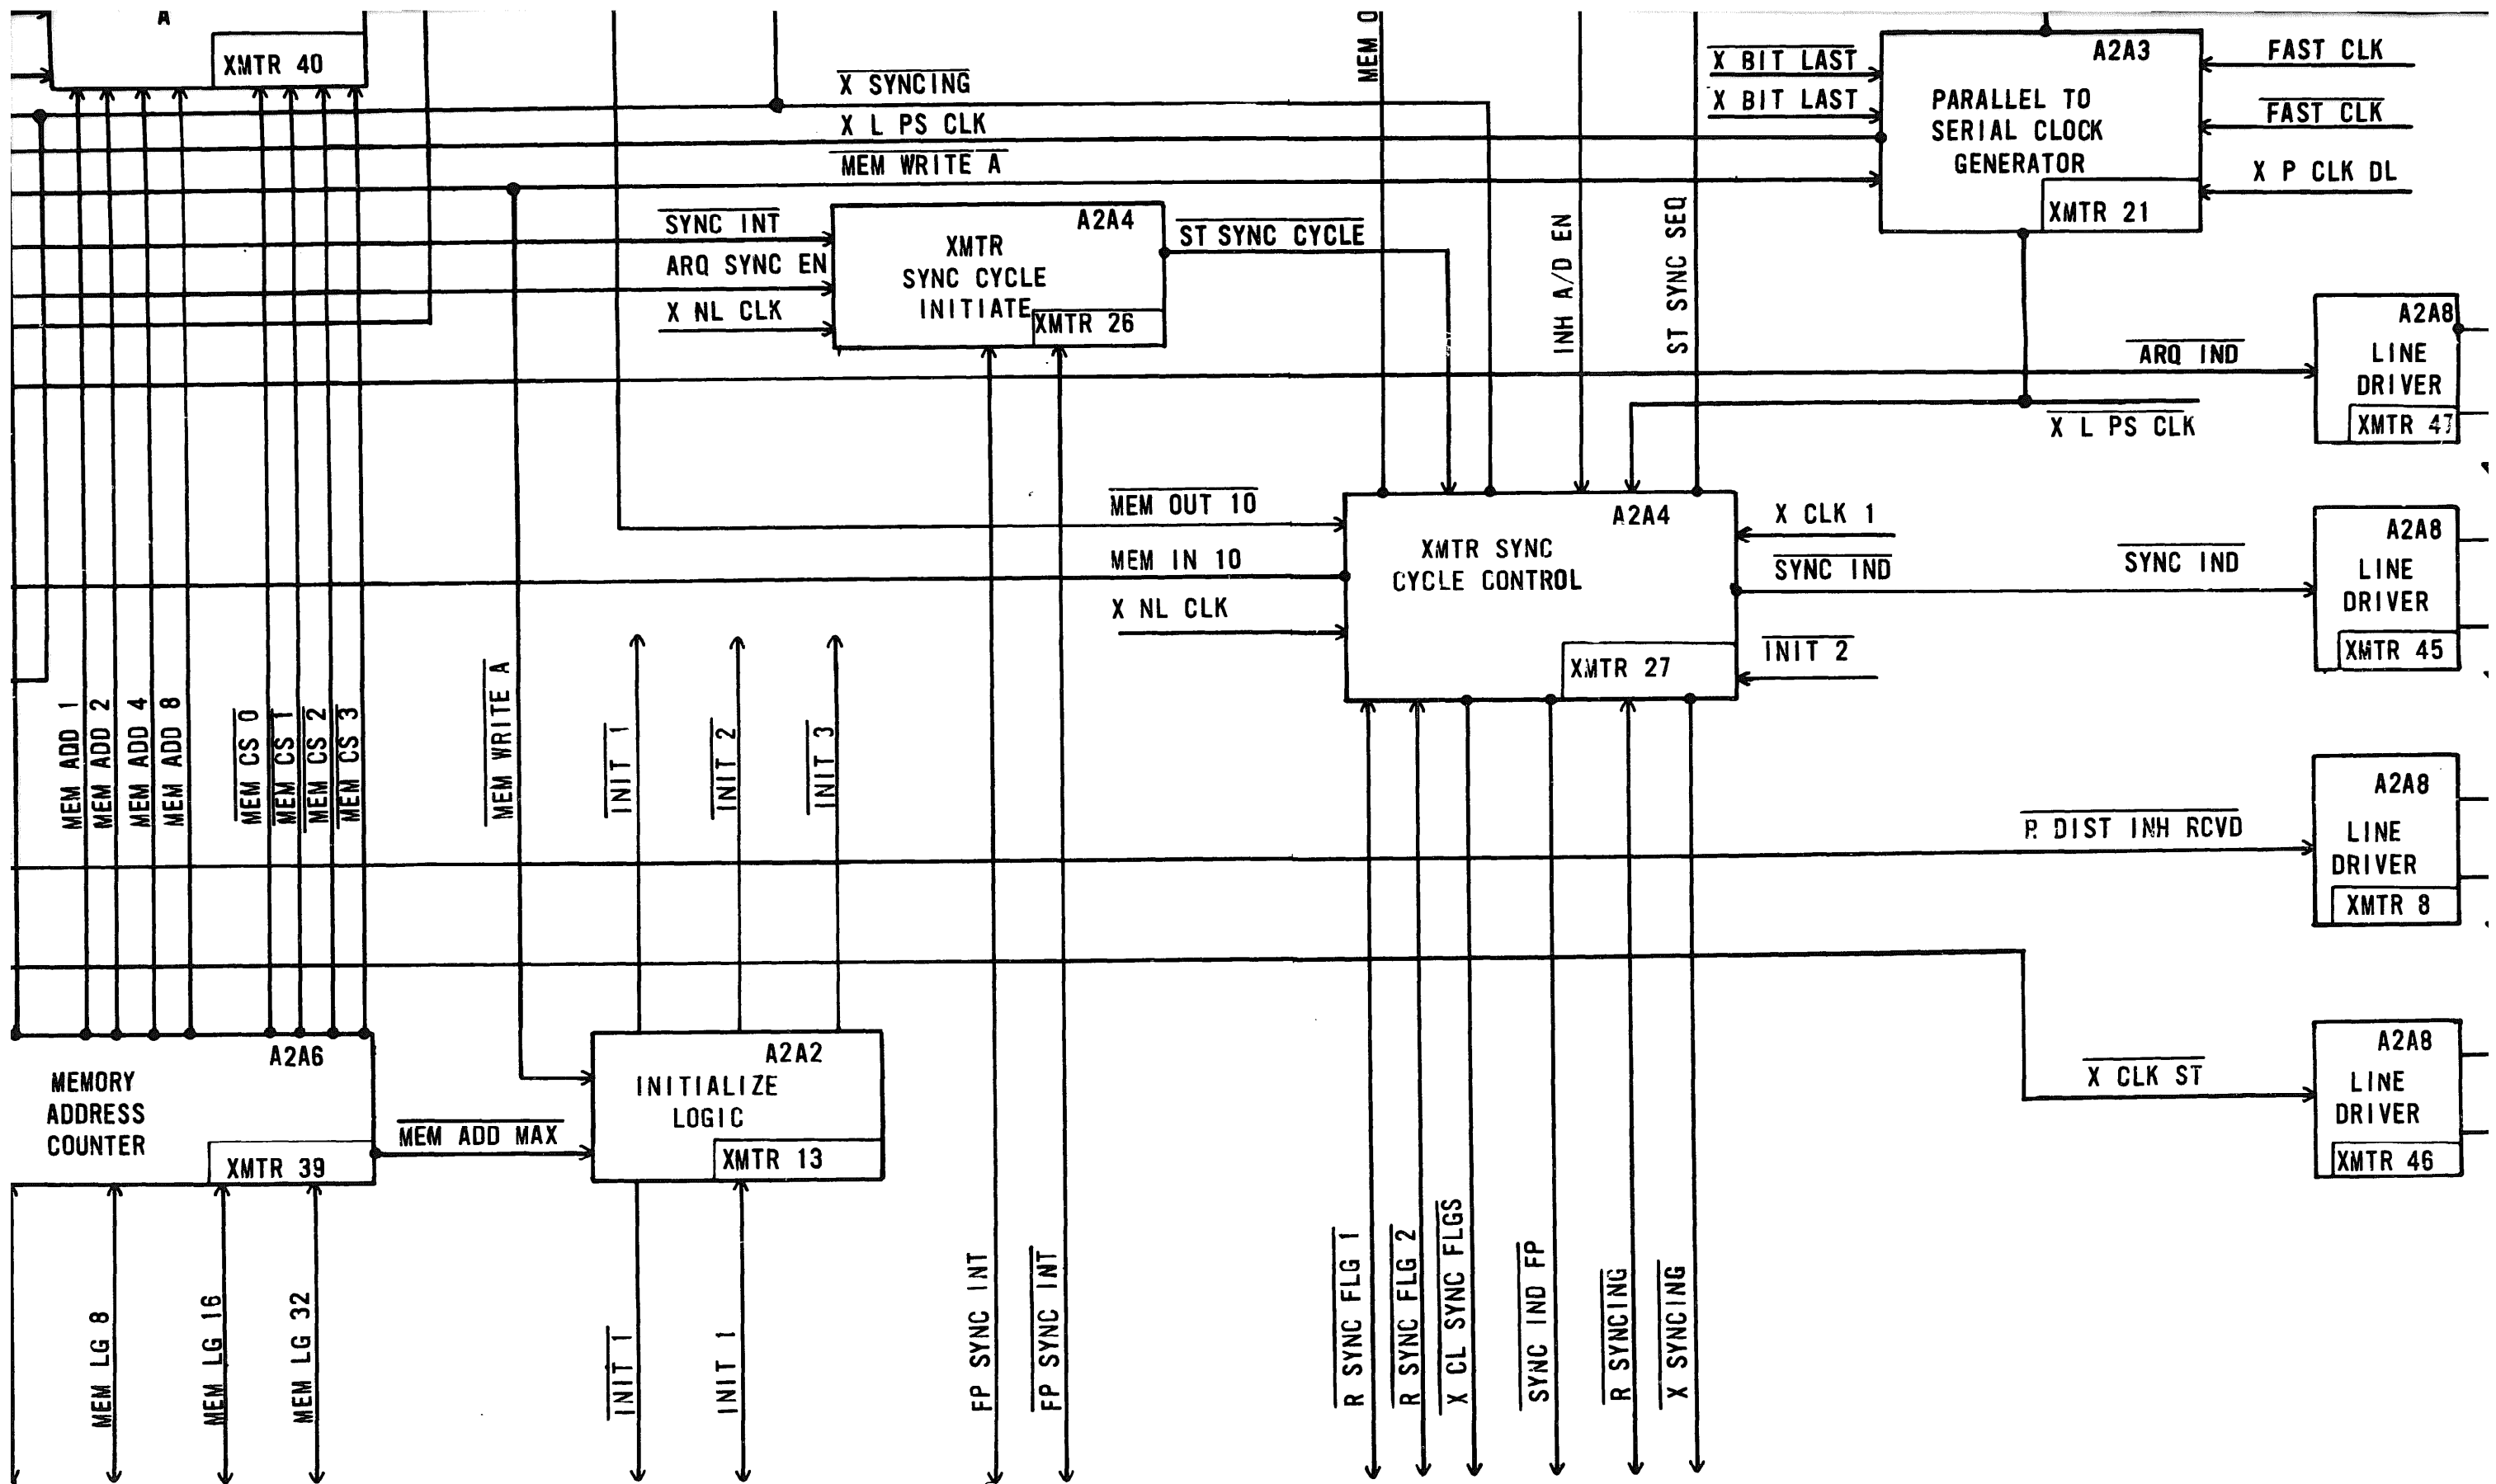 A
XMTR 40
X SYNCING
X L PS CLK
MEM WRITE A
MEM
X BIT LAST
X BIT LAST
A2A3
PARALLEL TO
SERIAL CLOCK
GENERATOR
XMTR 21
FAST CLK
FAST CLK
X P CLK DL
SYNC INT
ARQ SYNC EN
X NL CLK
A2A4
XMTR
SYNC CYCLE
INITIATE
XMTR 26
ST SYNC CYCLE
INH A/D EN
ST SYNC SEQ
ARQ IND
X L PS CLK
A2A8
LINE
DRIVER
XMTR 47
MEM OUT 10
MEM IN 10
X NL CLK
A2A4
XMTR SYNC
CYCLE CONTROL
XMTR 27
X CLK 1
SYNC IND
INIT 2
SYNC IND
A2A8
LINE
DRIVER
XMTR 45
MEM ADD 1
MEM ADD 2
MEM ADD 4
MEM ADD 8
MEM CS 0
MEM CS 1
MEM CS 2
MEM CS 3
MEM WRITE A
INIT 1
INIT 2
INIT 3
R DIST INH RCVD
A2A8
LINE
DRIVER
XMTR 8
A2A6
MEMORY
ADDRESS
COUNTER
XMTR 39
MEM ADD MAX
A2A2
INITIALIZE
LOGIC
XMTR 13
X CLK ST
A2A8
LINE
DRIVER
XMTR 46
MEM LG 8
MEM LG 16
MEM LG 32
INIT 1
INIT 1
FP SYNC INT
FP SYNC INT
R SYNC FLG 1
R SYNC FLG 2
X CL SYNC FLGS
SYNC IND FP
R SYNCING
X SYNCING